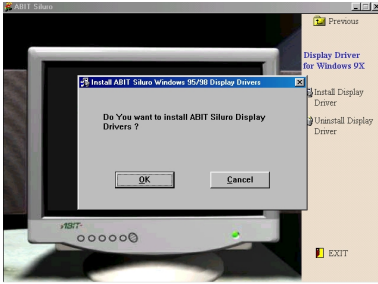 ABIT Siluro
Previous
Display Driver
for Windows 9X
Install ABIT Siluro Windows 95/98 Display Drivers
Install Display
Driver
Do You want to install ABIT Siluro Display
Drivers ?
Uninstall Display
Driver
OK
Cancel
ABIT
EXIT